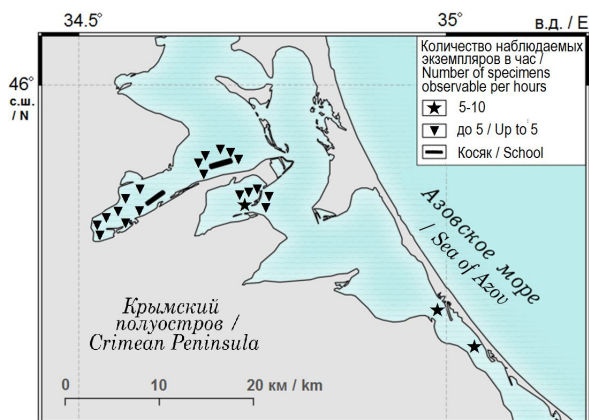 34.5° 35° в.д. / E
46°
с.ш.
/ N
Количество наблюдаемых
экземпляров в час /
Number of specimens
observable per hours
5-10
до 5 / Up to 5
Косяк / School
Азовское море
/ Sea of Azov
Крымский
полуостров /
Crimean Peninsula
0 10 20 км / km